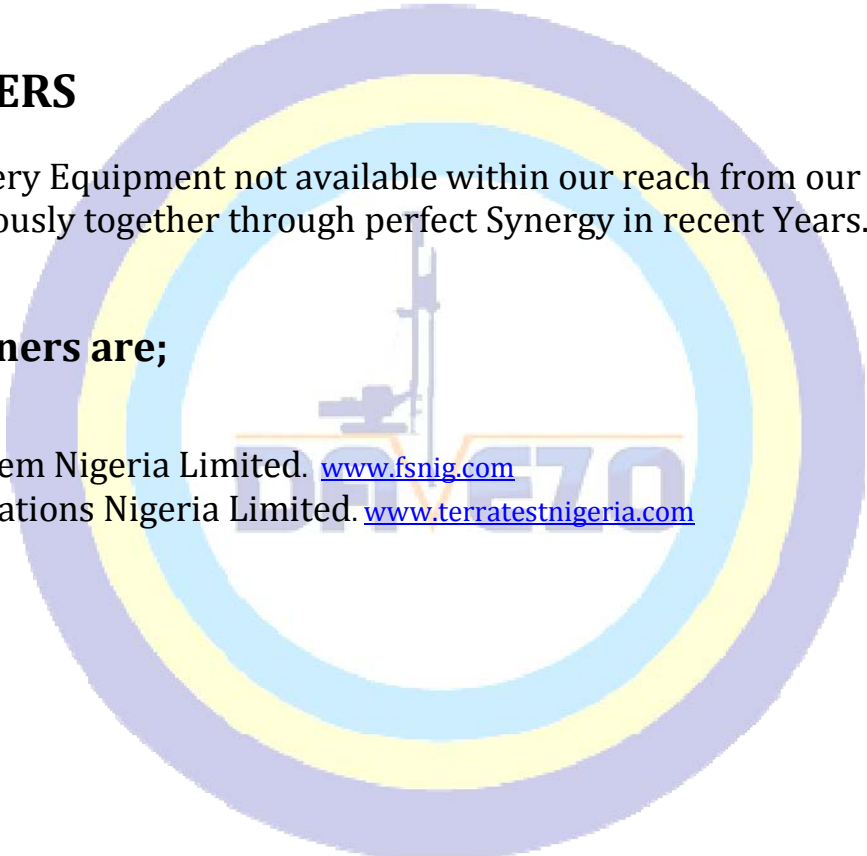 ERS
ery Equipment not available within our reach from our
ously together through perfect Synergy in recent Years.
ners are;
em Nigeria Limited. www.fsnig.com
ations Nigeria Limited. www.terratestnigeria.com
DAVEZO